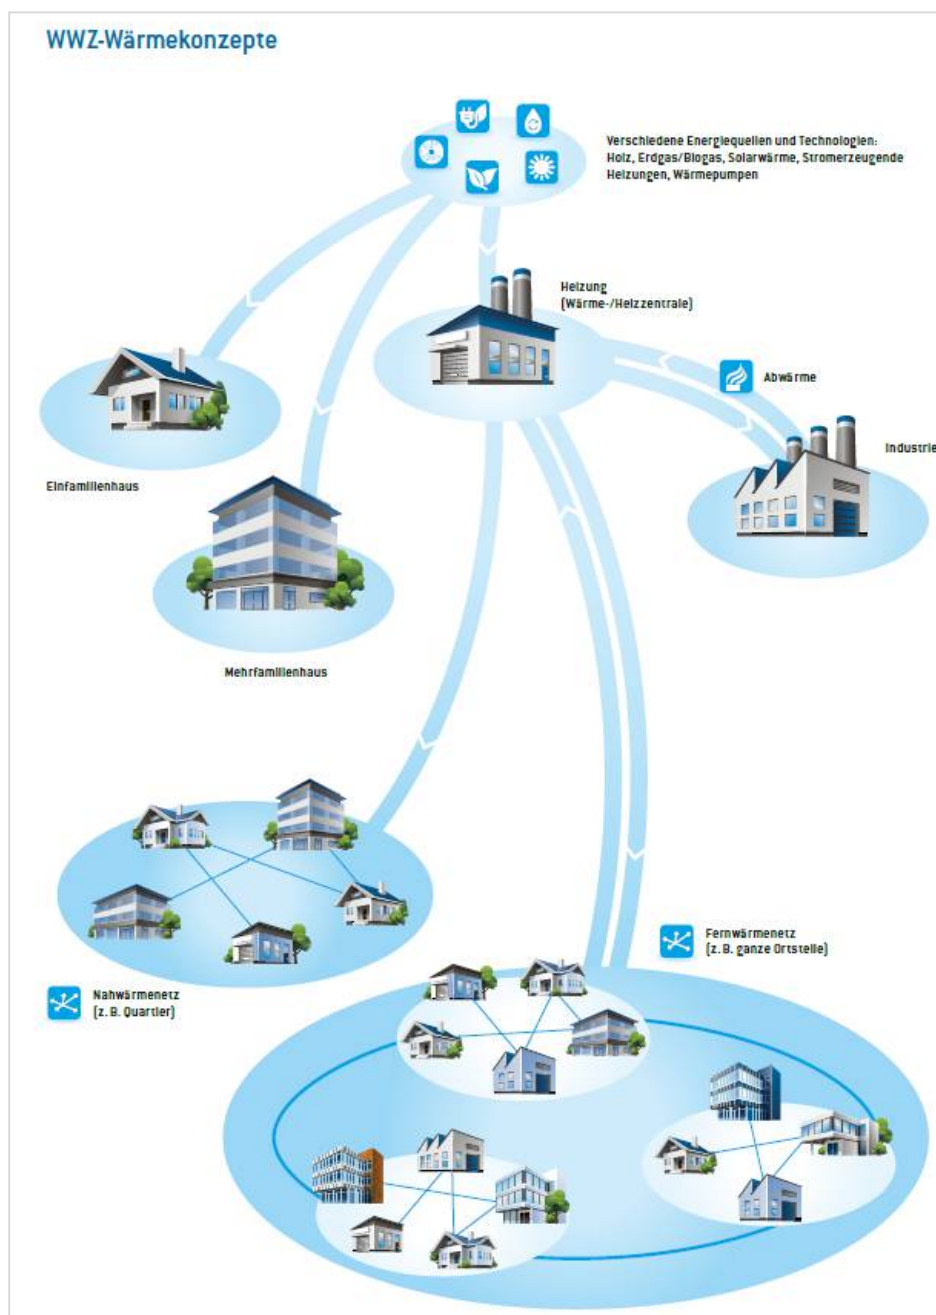 WWZ-Wärmekonzepte
Verschiedene Energiequellen und Technologien:
Holz, Erdgas/Biogas, Solarwärme, Stromerzeugende
Heizungen, Wärmepumpen
Heizung
(Wärme-/Heizzentrale)
Abwärme
Industrie
Einfamilienhaus
Mehrfamilienhaus
Fernwärmenetz
(z.B. ganze Ortstelle)
Nahwärmenetz
(z.B. Quartier)